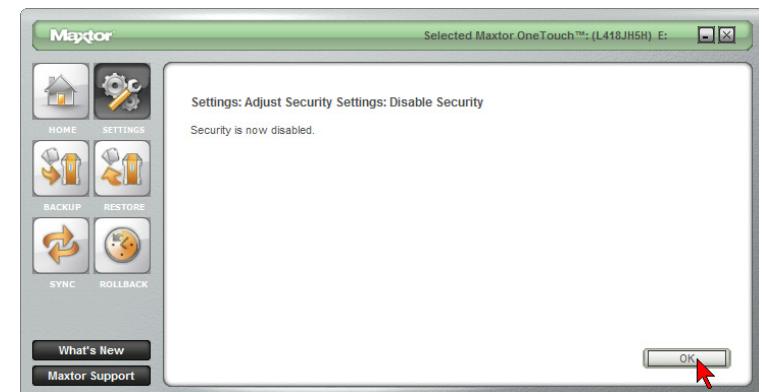 Maxtor
Selected Maxtor OneTouch™: (L418JH5H) E:
Settings: Adjust Security Settings: Disable Security
Security is now disabled.
HOME SETTINGS
BACKUP RESTORE
SYNC ROLLBACK
What's New
Maxtor Support
OK